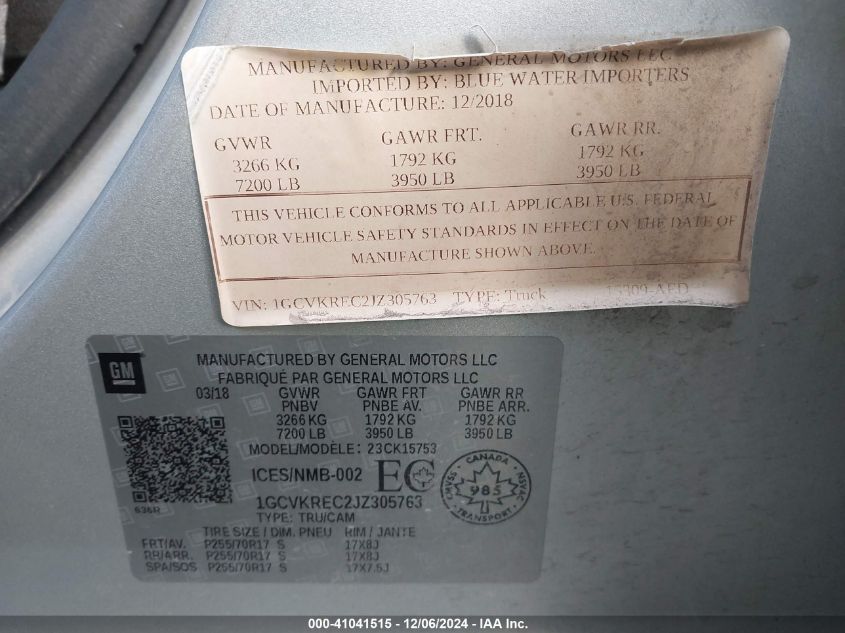 MANUFACTURED BY: GENERAL MOTORS LLC
IMPORTED BY: BLUE WATER IMPORTERS
DATE OF MANUFACTURE: 12/2018
GVWR GAWR FRT. GAWR RR.
3266 KG 1792 KG 1792 KG
7200 LB 3950 LB 3950 LB
THIS VEHICLE CONFORMS TO ALL APPLICABLE U.S. FEDERAL
MOTOR VEHICLE SAFETY STANDARDS IN EFFECT ON THE DATE OF
MANUFACTURE SHOWN ABOVE.
VIN: 1GCVKREC2JZ305763 TYPE: Truck 15309-AED
GM
MANUFACTURED BY GENERAL MOTORS LLC
FABRIQUÉ PAR GENERAL MOTORS LLC
03/18 GVWR GAWR FRT GAWR RR
PNBV PNBE AV. PNBE ARR.
3266 KG 1792 KG 1792 KG
7200 LB 3950 LB 3950 LB
MODEL/MODÈLE: 23CK15753
ICES/NMB-002 EC CANADA CMVSS 985 NSVAC TRANSPORT
1GCVKREC2JZ305763
636R TYPE: TRU/CAM
TIRE SIZE / DIM. PNEU RIM / JANTE
FRT/AV. P255/70R17 S 17X8J
RR/ARR. P255/70R17 S 17X8J
SPA/SOS P255/70R17 S 17X7.5J
000-41041515 - 12/06/2024 - IAA Inc.